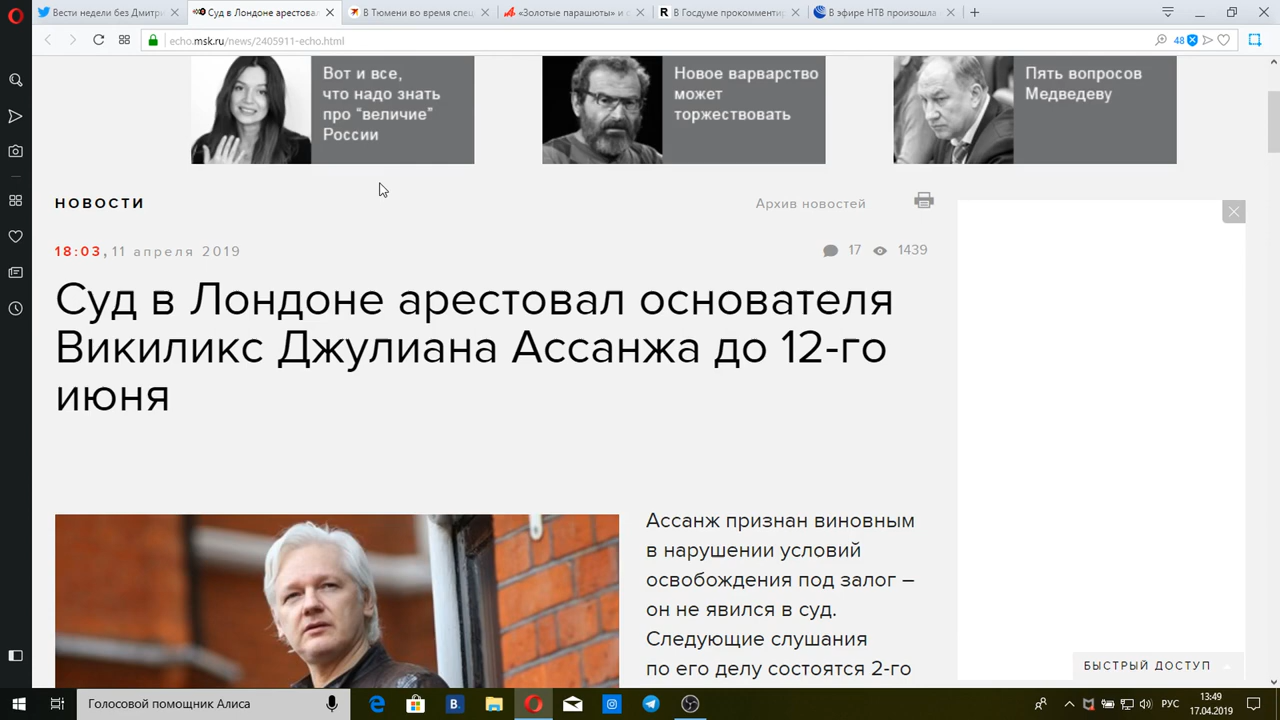 Вести недели без Дмитри
Суд в Лондоне арестовал
В Тюмени во время спец
«Золотые парашюты» и с
В Госдуме прокомментир
В эфире НТВ произошла
echo.msk.ru/news/2405911-echo.html
48
Вот и все,
что надо знать
про “величие”
России
Новое варварство
может
торжествовать
Пять вопросов
Медведеву
НОВОСТИ
Архив новостей
18:03, 11 апреля 2019
17
1439
Суд в Лондоне арестовал основателя
Викиликс Джулиана Ассанжа до 12-го
июня
Ассанж признан виновным
в нарушении условий
освобождения под залог –
он не явился в суд.
Следующие слушания
по его делу состоятся 2-го
БЫСТРЫЙ ДОСТУП
Голосовой помощник Алиса
РУС
13:49
17.04.2019